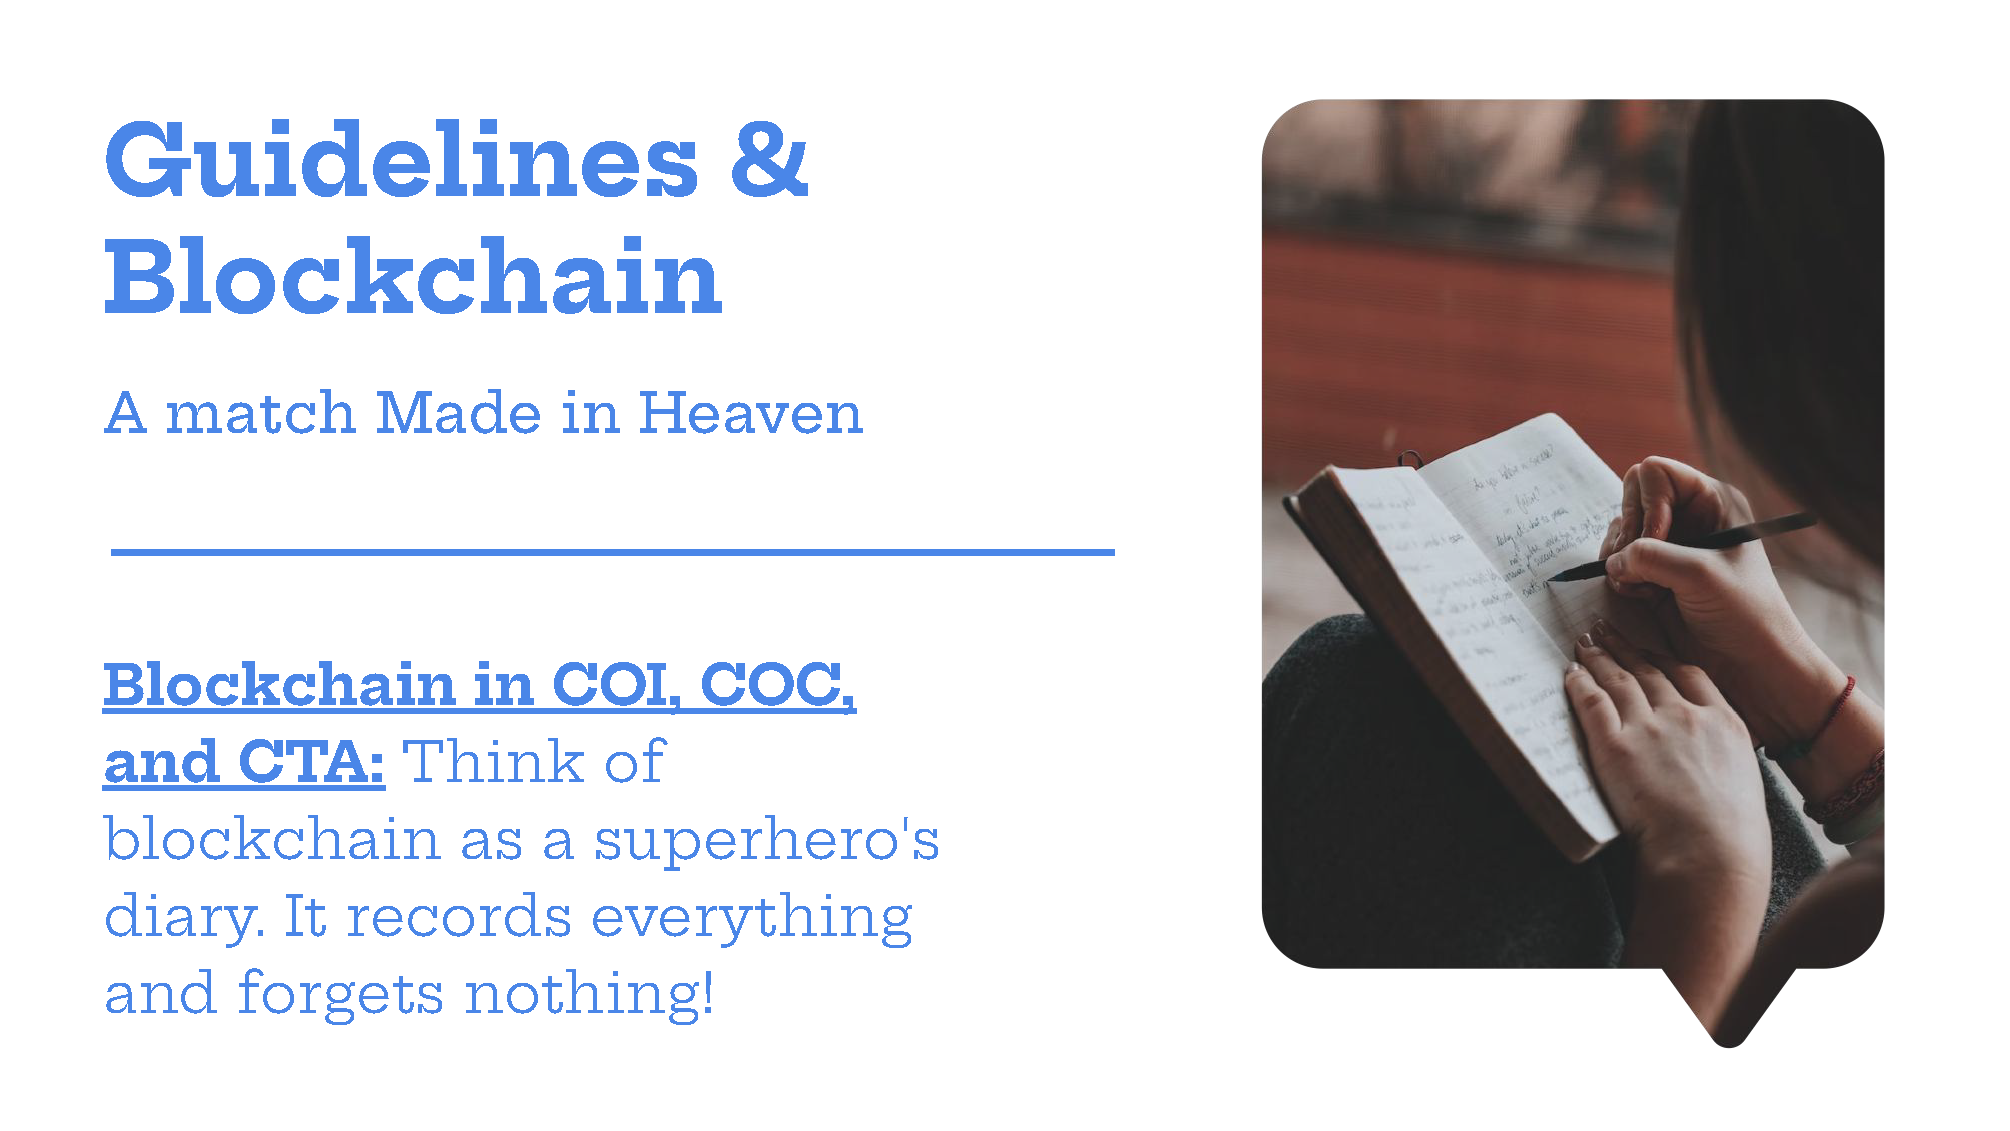 Guidelines &
Blockchain
A match Made in Heaven
Blockchain in COI, COC,
and CTA: Think of
blockchain as a superhero's
diary. It records everything
and forgets nothing!